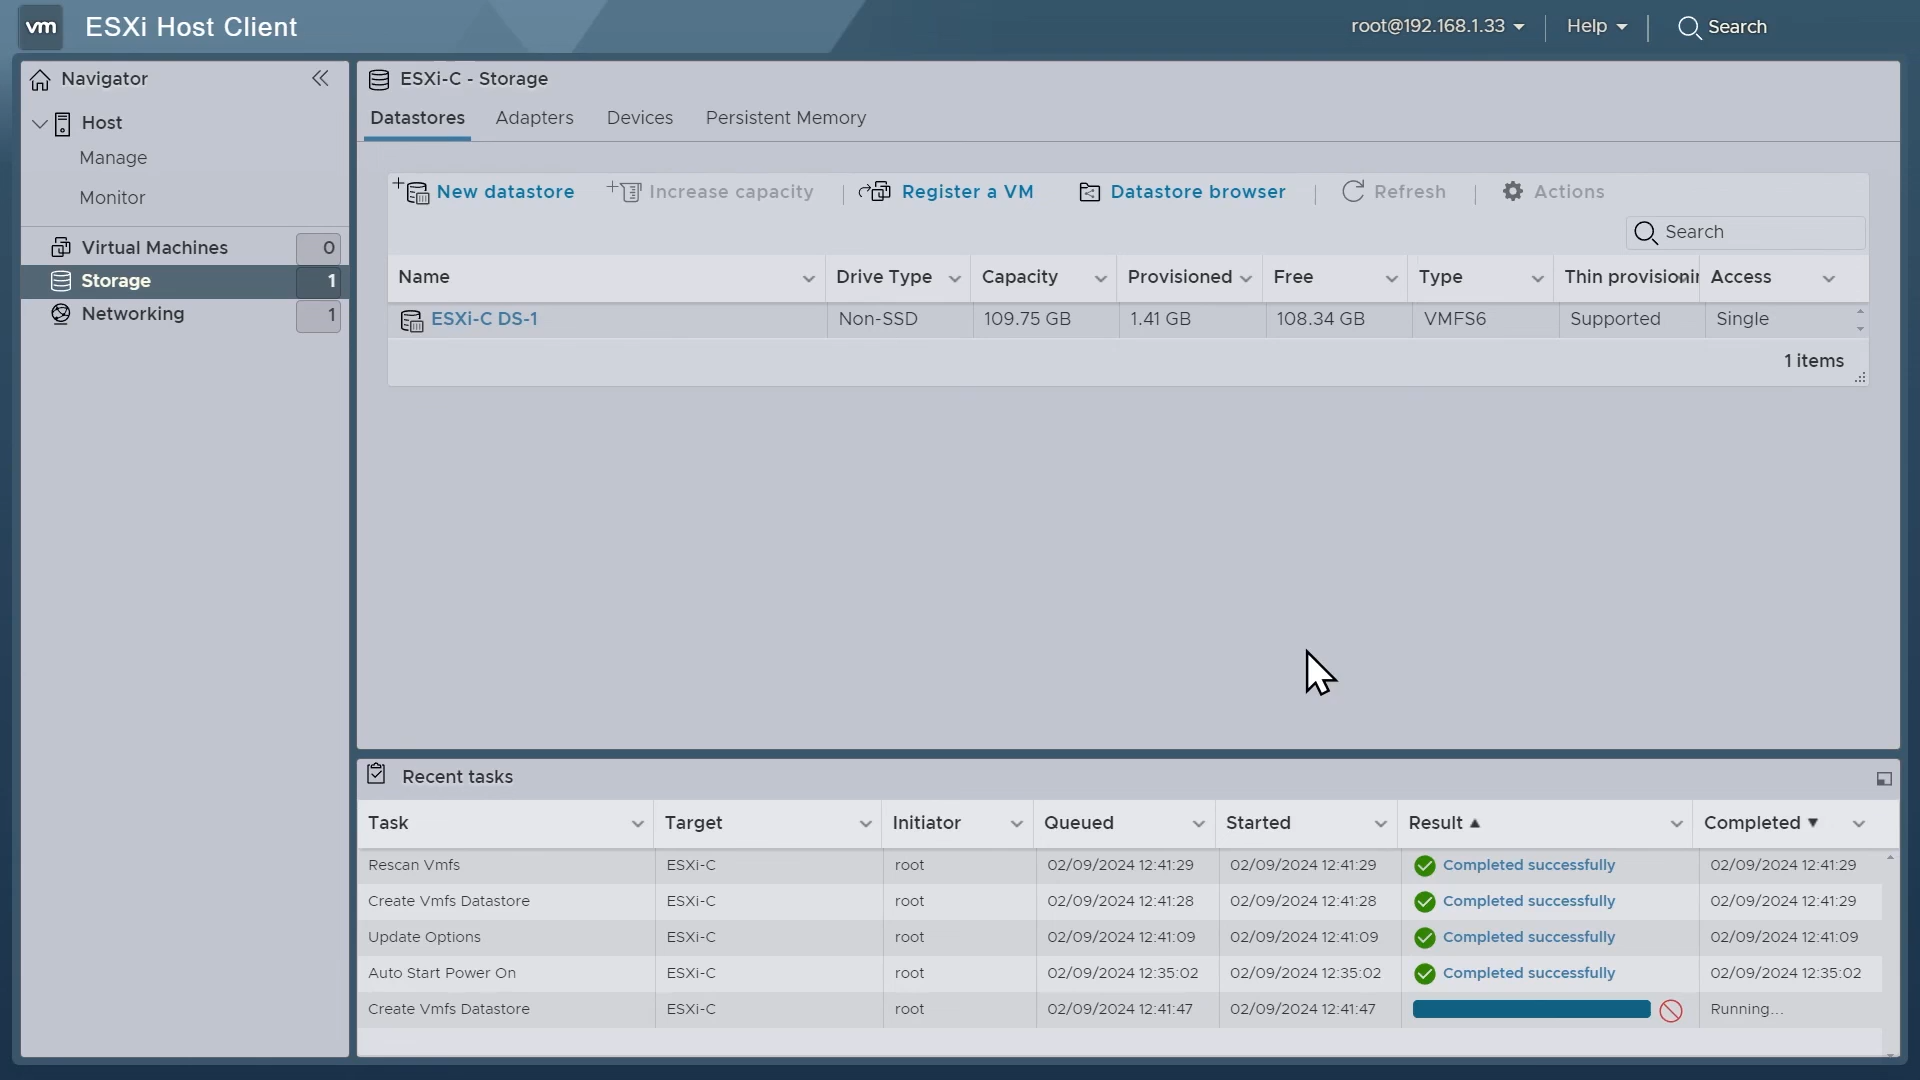 vm ESXi Host Client
root@192.168.1.33 Help Search
Navigator
Host
Manage
Monitor
Virtual Machines 0
Storage 1
Networking 1
ESXi-C - Storage
Datastores Adapters Devices Persistent Memory
New datastore Increase capacity Register a VM Datastore browser Refresh Actions
Search
Name Drive Type Capacity Provisioned Free Type Thin provisionin Access
ESXi-C DS-1 Non-SSD 109.75 GB 1.41 GB 108.34 GB VMFS6 Supported Single
1 items
Recent tasks
Task Target Initiator Queued Started Result Completed
Rescan Vmfs ESXi-C root 02/09/2024 12:41:29 02/09/2024 12:41:29 Completed successfully 02/09/2024 12:41:29
Create Vmfs Datastore ESXi-C root 02/09/2024 12:41:28 02/09/2024 12:41:28 Completed successfully 02/09/2024 12:41:29
Update Options ESXi-C root 02/09/2024 12:41:09 02/09/2024 12:41:09 Completed successfully 02/09/2024 12:41:09
Auto Start Power On ESXi-C root 02/09/2024 12:35:02 02/09/2024 12:35:02 Completed successfully 02/09/2024 12:35:02
Create Vmfs Datastore ESXi-C root 02/09/2024 12:41:47 02/09/2024 12:41:47 Running...